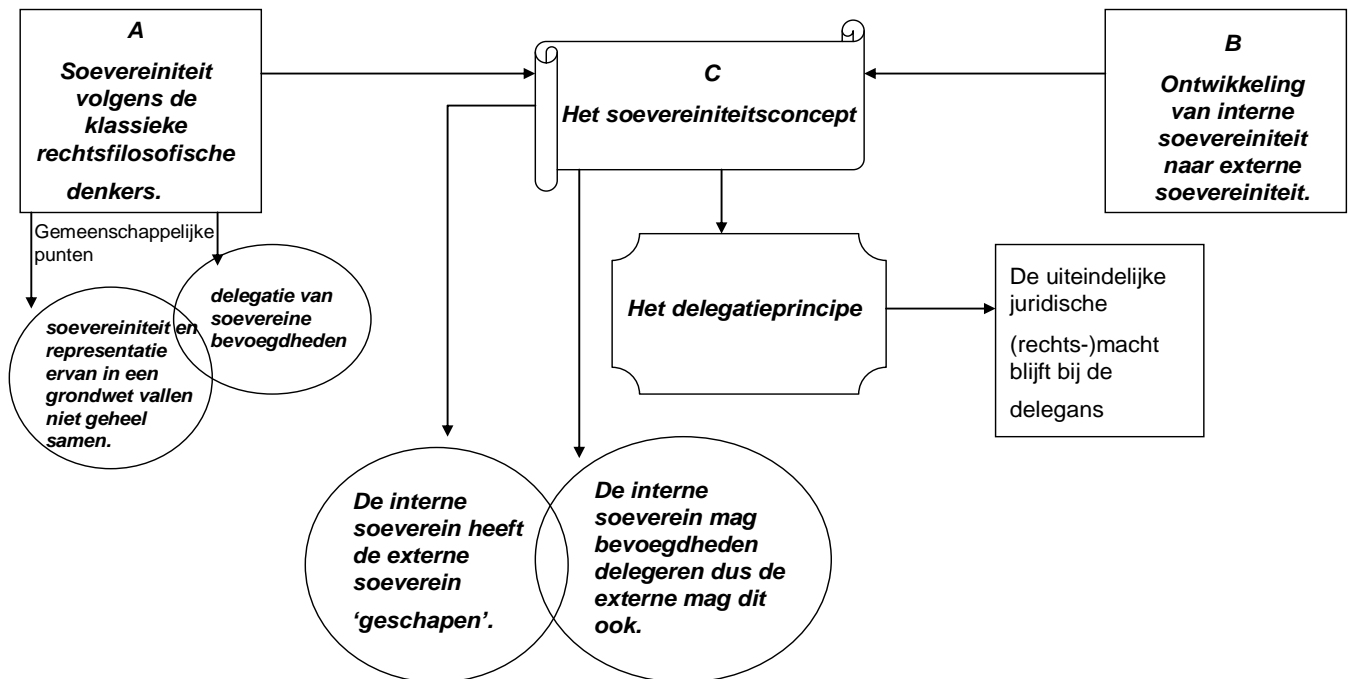 A
Soevereiniteit
volgens de
klassieke
rechtsfilosofische
denkers.
C
Het soevereiniteitsconcept
B
Ontwikkeling
van interne
soevereiniteit
naar externe
soevereiniteit.
Gemeenschappelijke
punten
soevereiniteit en
representatie
ervan in een
grondwet vallen
niet geheel
samen.
delegatie van
soevereine
bevoegdheden
Het delegatieprincipe
De uiteindelijke
juridische
(rechts-)macht
blijft bij de
delegans
De interne
soeverein heeft
de externe
soeverein
‘geschapen’.
De interne
soeverein mag
bevoegdheden
delegeren dus de
externe mag dit
ook.